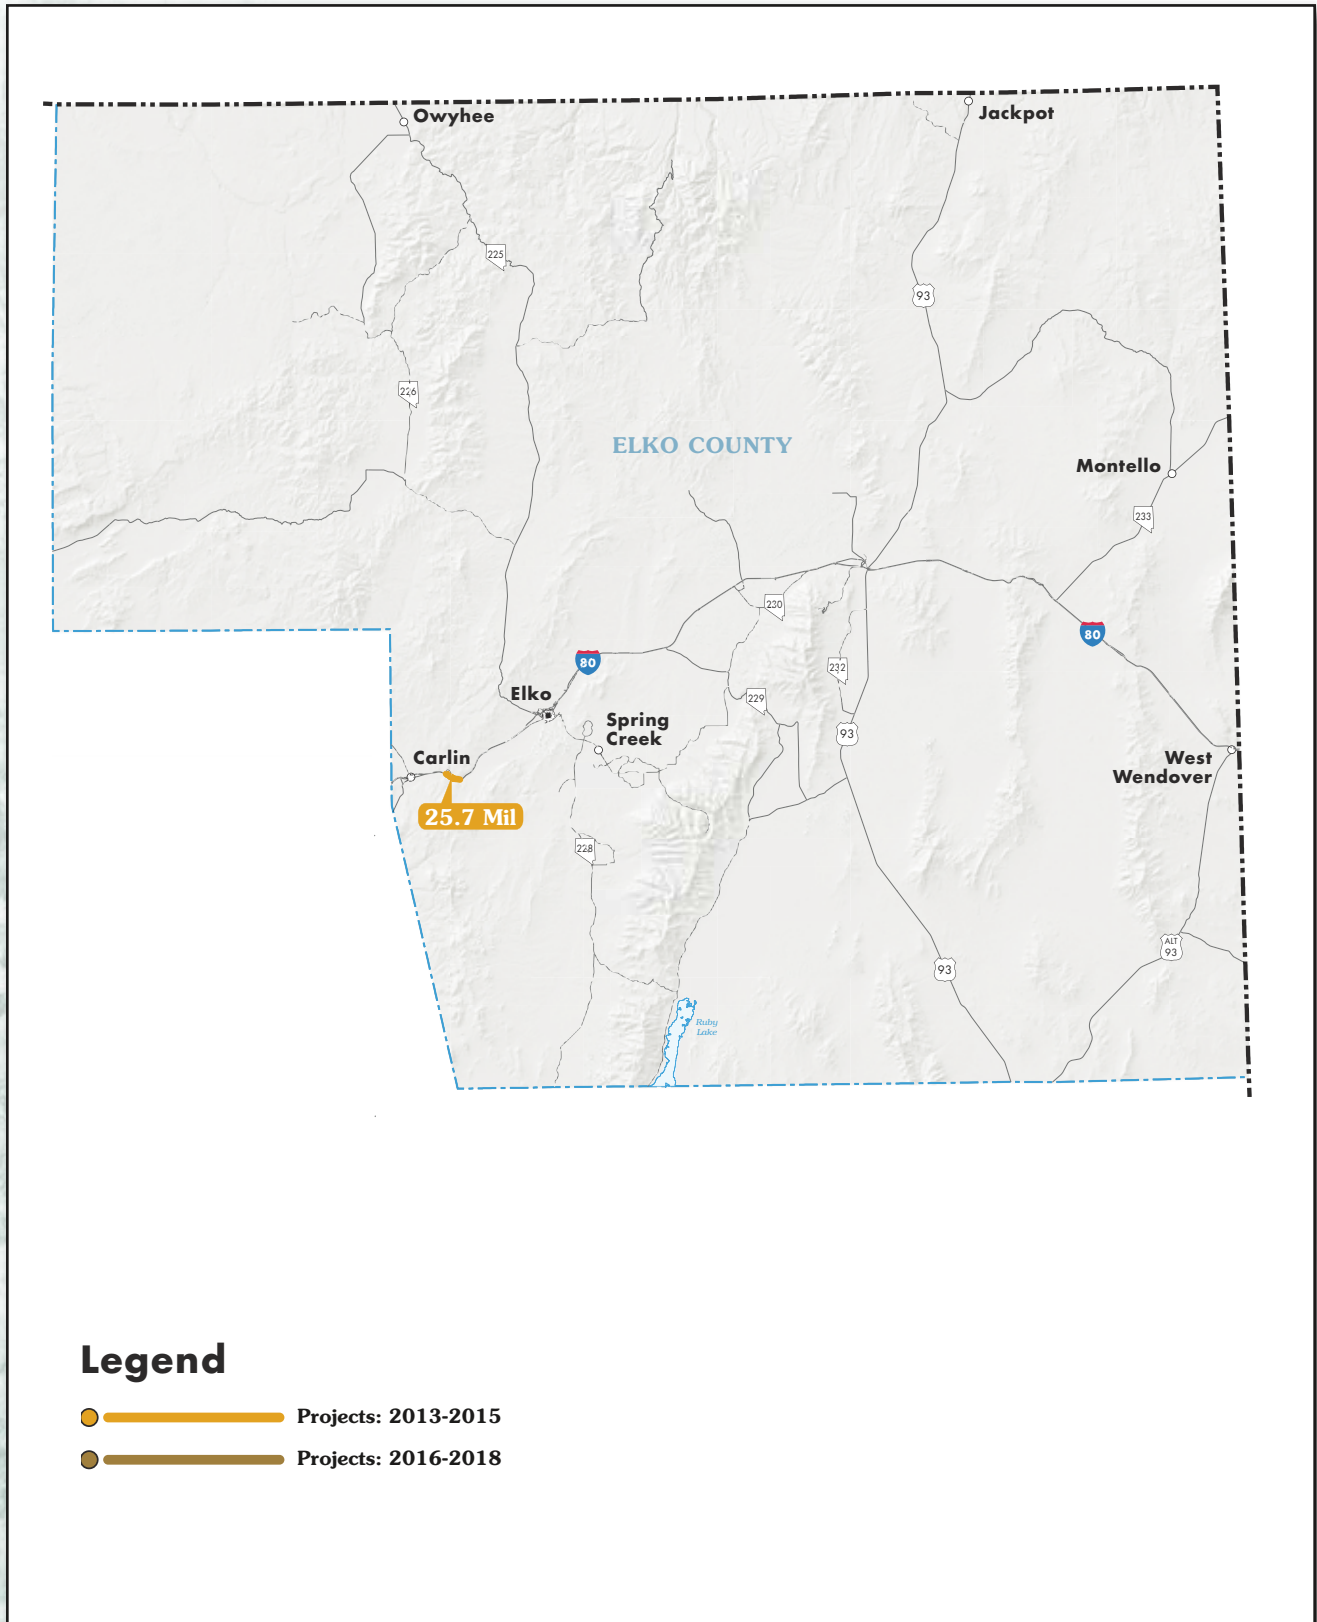 Owyhee
Jackpot
225
93
226
ELKO COUNTY
Montello
233
230
80
80
232
Elko
229
Spring
Creek
93
West
Wendover
Carlin
25.7 Mil
228
ALT
93
93
Ruby
Lake
Legend
Projects: 2013-2015
Projects: 2016-2018